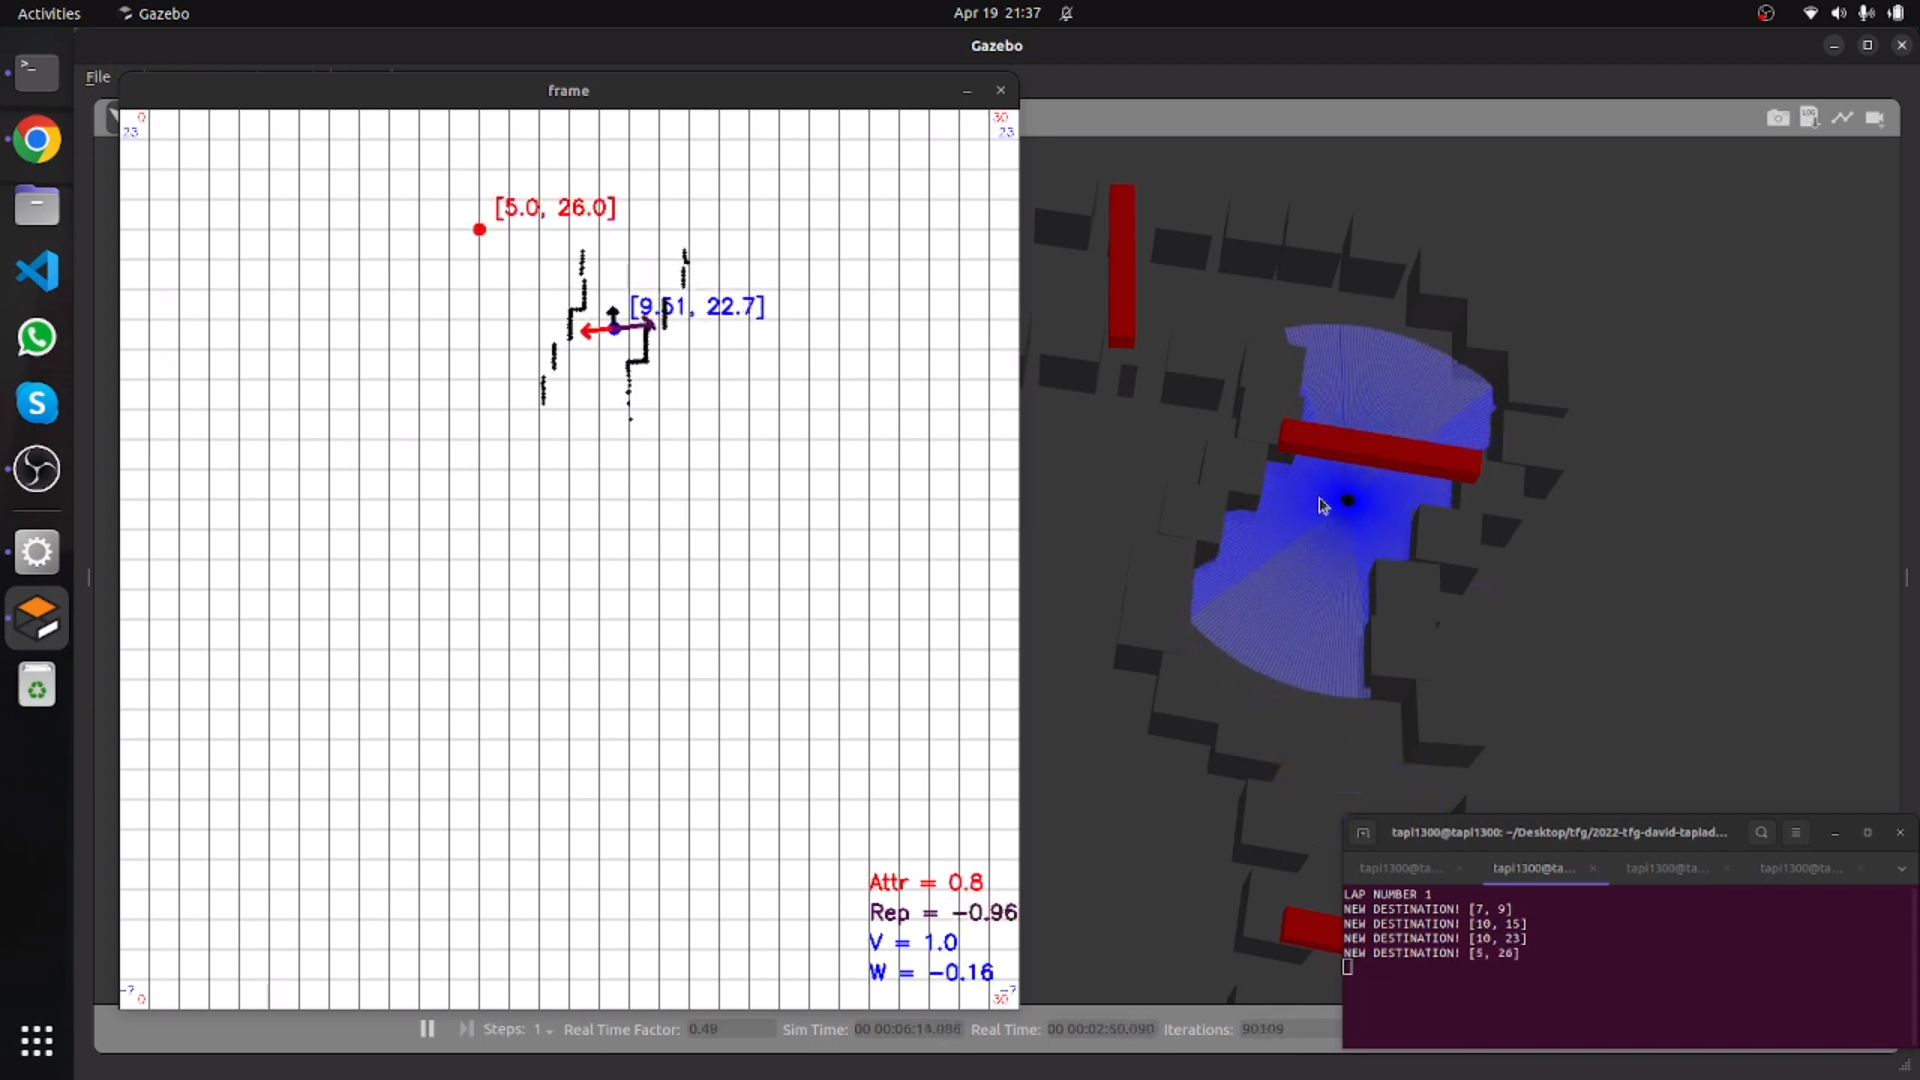 Activities
Gazebo
Apr 19 21:37
Gazebo
File
frame
0
23
30
23
[5.0, 26.0]
[9.51, 22.7]
Attr = 0.8
Rep = -0.96
V = 1.0
W = -0.16
-7
0
-7
30
Steps: 1
Real Time Factor: 0.49
Sim Time: 00 00:06:14.086
Real Time: 00 00:02:50.090
Iterations: 90109
tapi1300@tapi1300: ~/Desktop/tfg/2022-tfg-david-tapiad...
tapi1300@ta...
tapi1300@ta...
tapi1300@ta...
tapi1300@ta...
LAP NUMBER 1
NEW DESTINATION! [7, 9]
NEW DESTINATION! [10, 15]
NEW DESTINATION! [10, 23]
NEW DESTINATION! [5, 26]